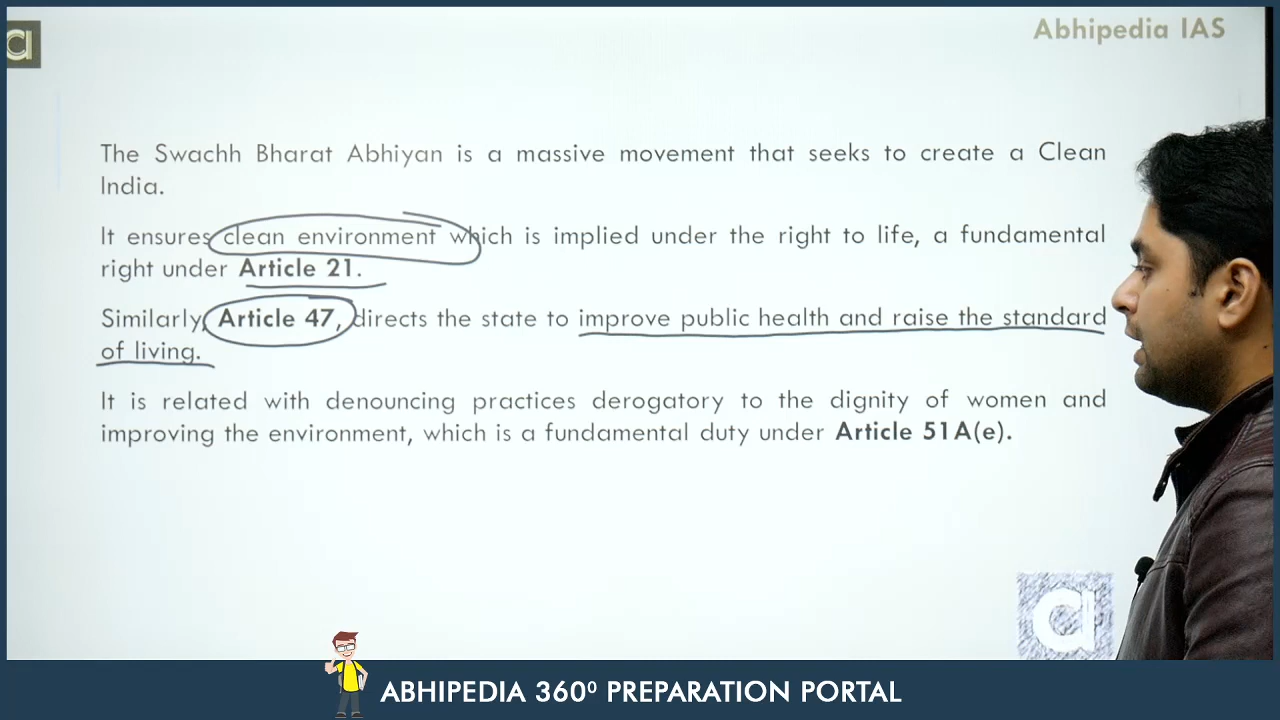 a
Abhipedia IAS
The Swachh Bharat Abhiyan is a massive movement that seeks to create a Clean
India.
It ensures clean environment which is implied under the right to life, a fundamental
right under Article 21.
Similarly, Article 47, directs the state to improve public health and raise the standard
of living.
It is related with denouncing practices derogatory to the dignity of women and
improving the environment, which is a fundamental duty under Article 51A(e).
a
ABHIPEDIA 360⁰ PREPARATION PORTAL